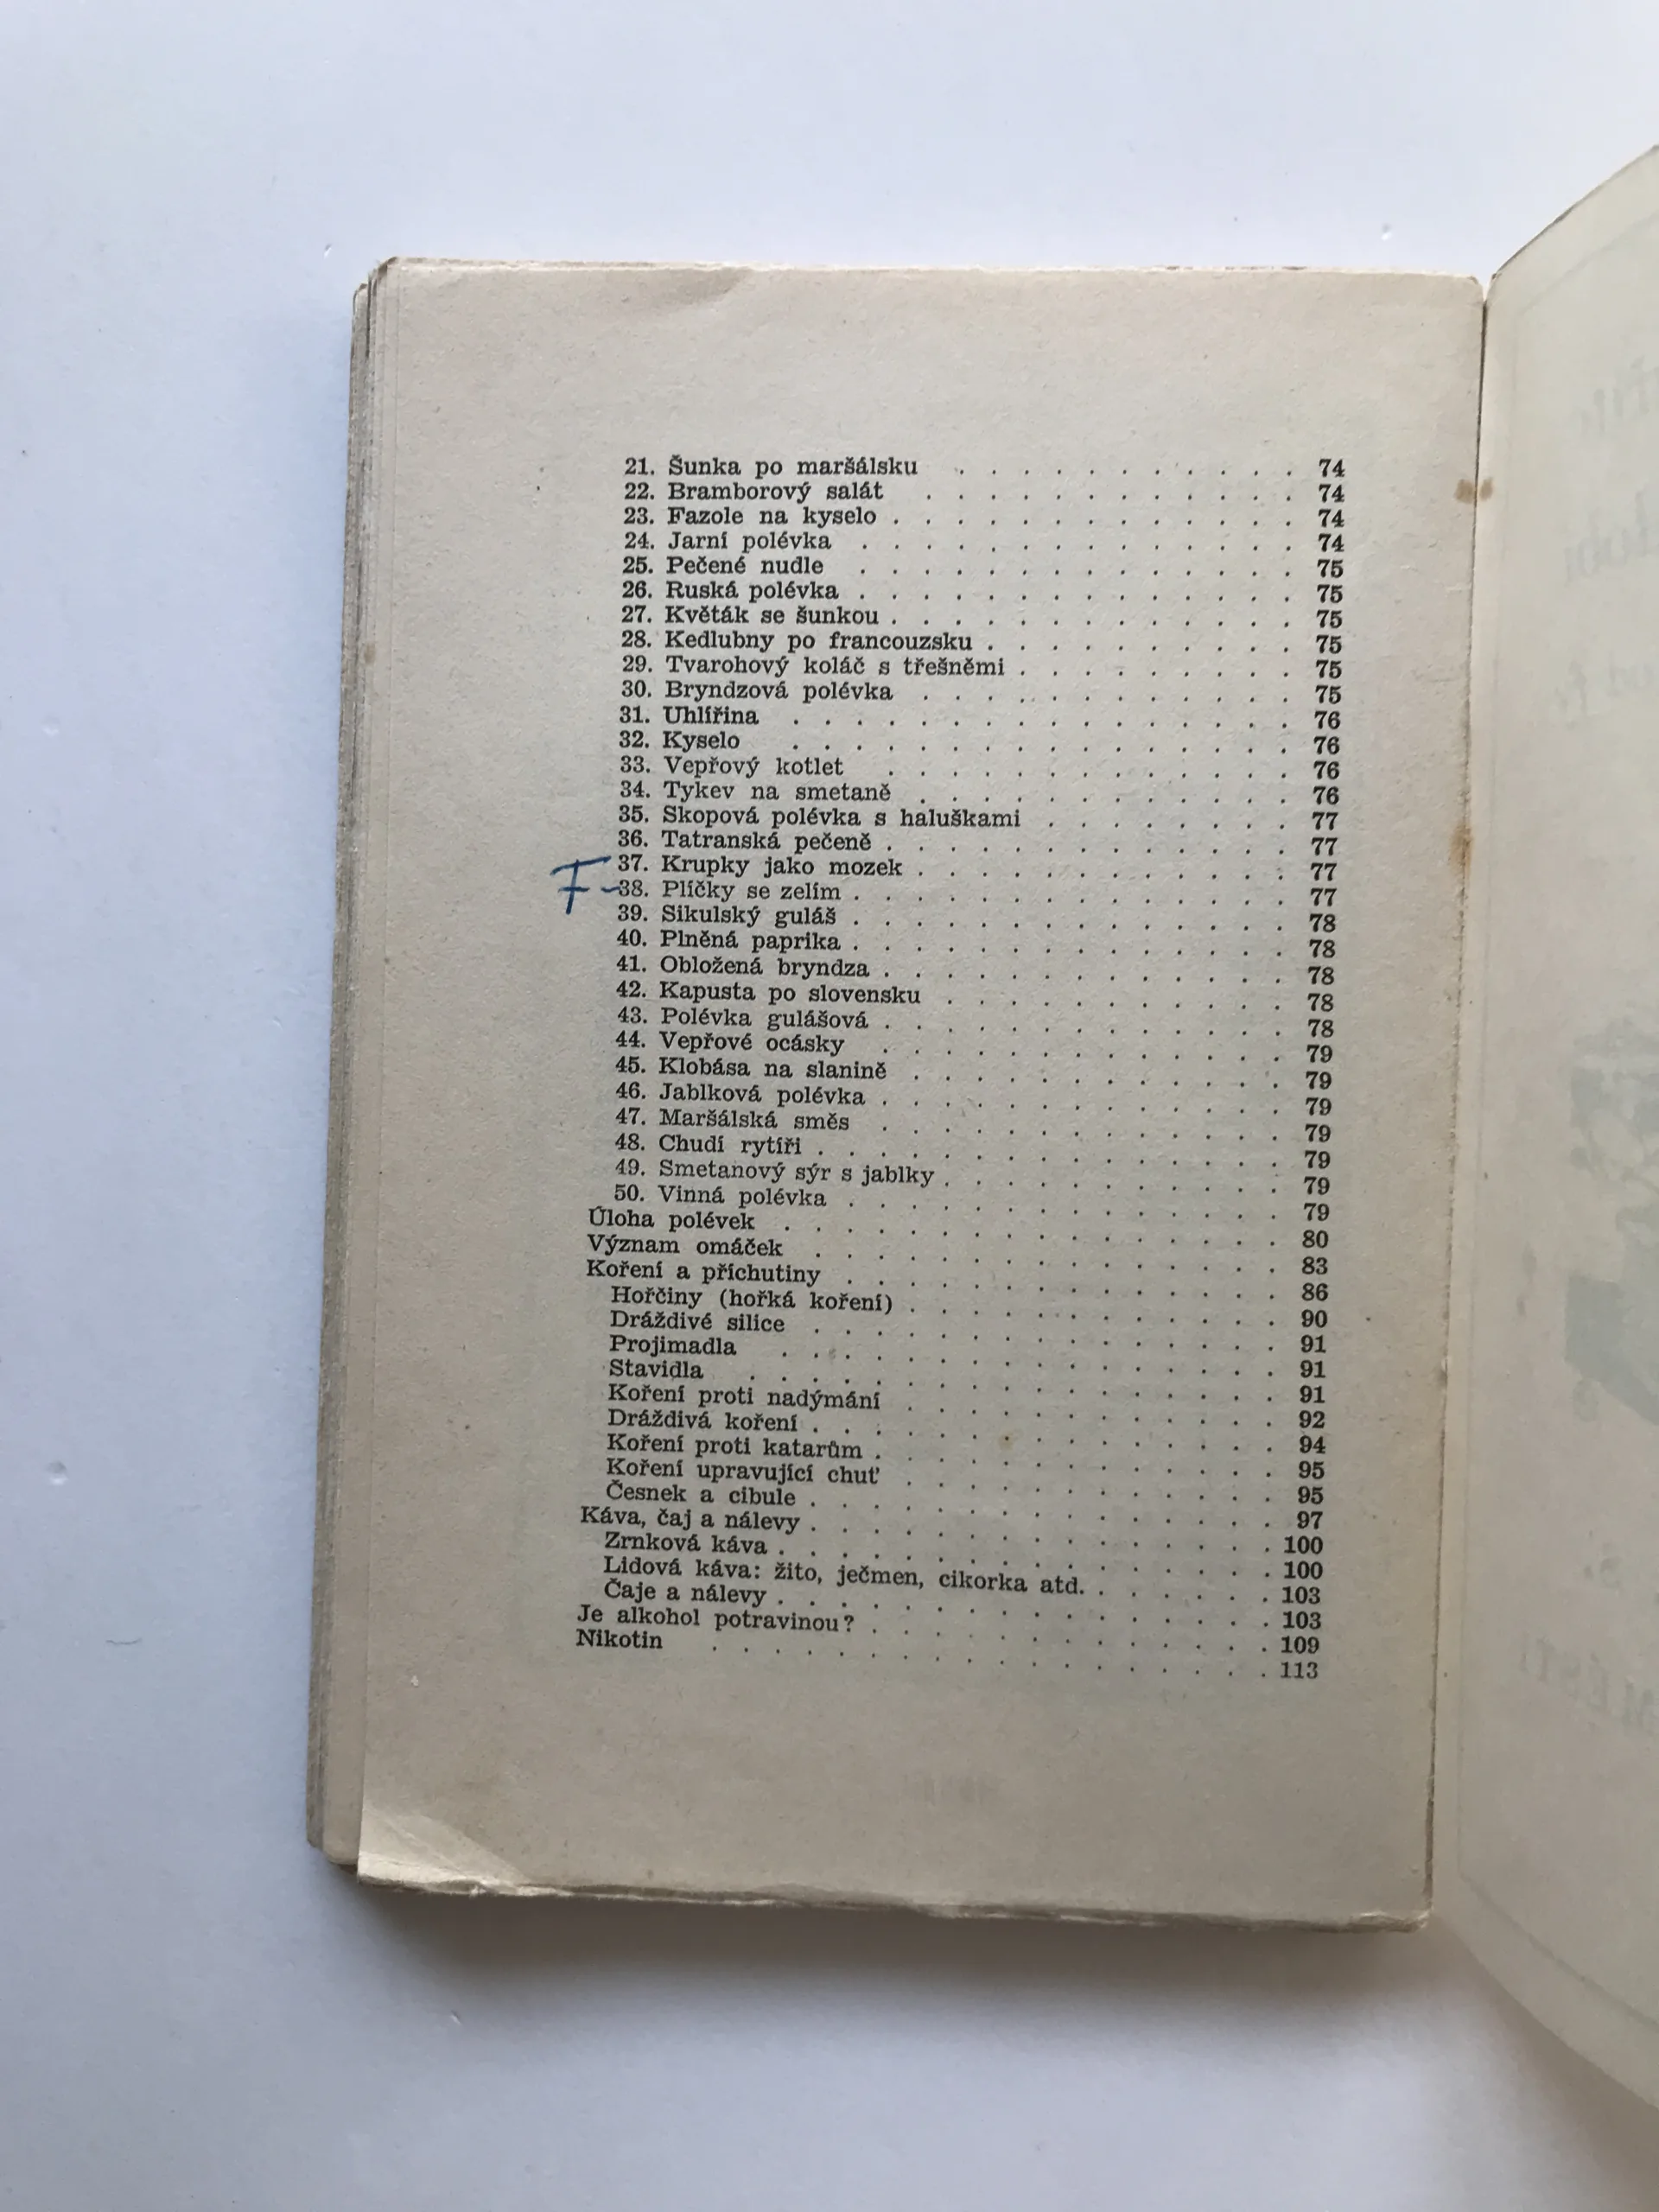 21. Šunka po maršálsku . . . . . . . . . . . 74
22. Bramborový salát . . . . . . . . . . . . 74
23. Fazole na kyselo . . . . . . . . . . . . . 74
24. Jarní polévka . . . . . . . . . . . . . . 74
25. Pečené nudle . . . . . . . . . . . . . . 75
26. Ruská polévka . . . . . . . . . . . . . . 75
27. Květák se šunkou . . . . . . . . . . . . . 75
28. Kedlubny po francouzsku . . . . . . . . . . 75
29. Tvarohový koláč s třešněmi . . . . . . . . . 75
30. Bryndzová polévka . . . . . . . . . . . . 75
31. Uhlířina . . . . . . . . . . . . . . . . 76
32. Kyselo . . . . . . . . . . . . . . . . 76
33. Vepřový kotlet . . . . . . . . . . . . . 76
34. Tykev na smetaně . . . . . . . . . . . . 76
35. Skopová polévka s haluškami . . . . . . . . 77
36. Tatranská pečeně . . . . . . . . . . . . . 77
37. Krupky jako mozek . . . . . . . . . . . . 77
F - 38. Plíčky se zelím . . . . . . . . . . . . . . 77
39. Sikulský guláš . . . . . . . . . . . . . . 78
40. Plněná paprika . . . . . . . . . . . . . . 78
41. Obložená bryndza . . . . . . . . . . . . . 78
42. Kapusta po slovensku . . . . . . . . . . . 78
43. Polévka gulášová . . . . . . . . . . . . . 78
44. Vepřové ocásky . . . . . . . . . . . . . 79
45. Klobása na slanině . . . . . . . . . . . . 79
46. Jablková polévka . . . . . . . . . . . . . 79
47. Maršálská směs . . . . . . . . . . . . . 79
48. Chudí rytíři . . . . . . . . . . . . . . . 79
49. Smetanový sýr s jablky . . . . . . . . . . . 79
50. Vinná polévka . . . . . . . . . . . . . . 79
Úloha polévek . . . . . . . . . . . . . . . . 80
Význam omáček . . . . . . . . . . . . . . . 83
Koření a příchutiny . . . . . . . . . . . . . . 86
Hořčiny (hořká koření) . . . . . . . . . . . . 90
Dráždivé silice . . . . . . . . . . . . . . . 91
Projimadla . . . . . . . . . . . . . . . . 91
Stavidla . . . . . . . . . . . . . . . . . 91
Koření proti nadýmání . . . . . . . . . . . . 92
Dráždivá koření . . . . . . . . . . . . . . . 94
Koření proti katarům . . . . . . . . . . . . . 95
Koření upravující chuť . . . . . . . . . . . . 95
Česnek a cibule . . . . . . . . . . . . . . . 97
Káva, čaj a nálevy . . . . . . . . . . . . . . . 100
Zrnková káva . . . . . . . . . . . . . . . . 100
Lidová káva: žito, ječmen, cikorka atd. . . . . . . 103
Čaje a nálevy . . . . . . . . . . . . . . . . 103
Je alkohol potravinou? . . . . . . . . . . . . . 109
Nikotin . . . . . . . . . . . . . . . . . . 113